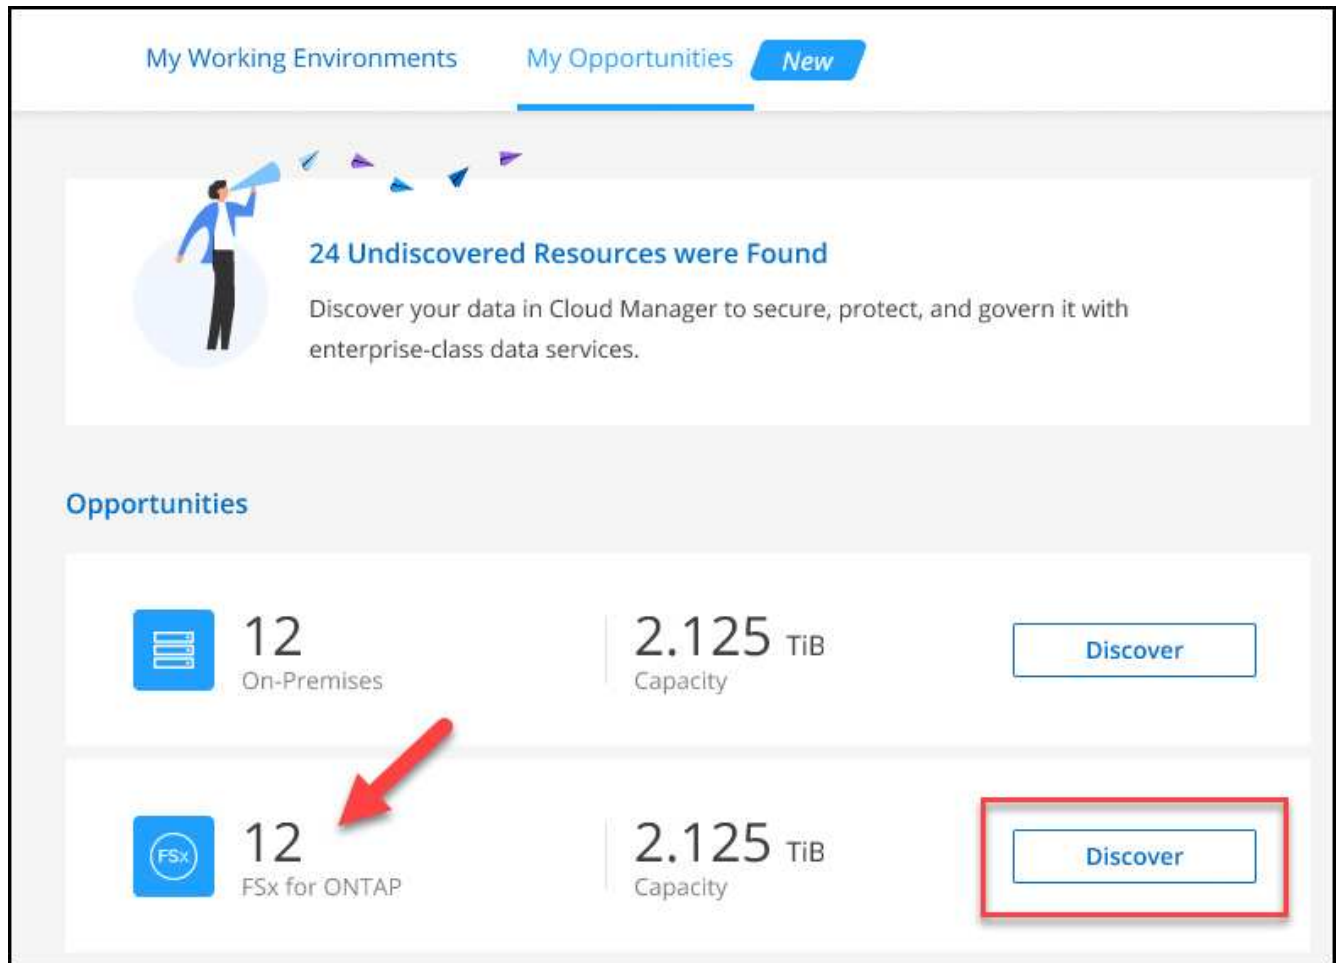 My Working Environments My Opportunities New
24 Undiscovered Resources were Found
Discover your data in Cloud Manager to secure, protect, and govern it with
enterprise-class data services.
Opportunities
12 2.125 TiB Discover
On-Premises Capacity
FSx 12 2.125 TiB Discover
FSx for ONTAP Capacity